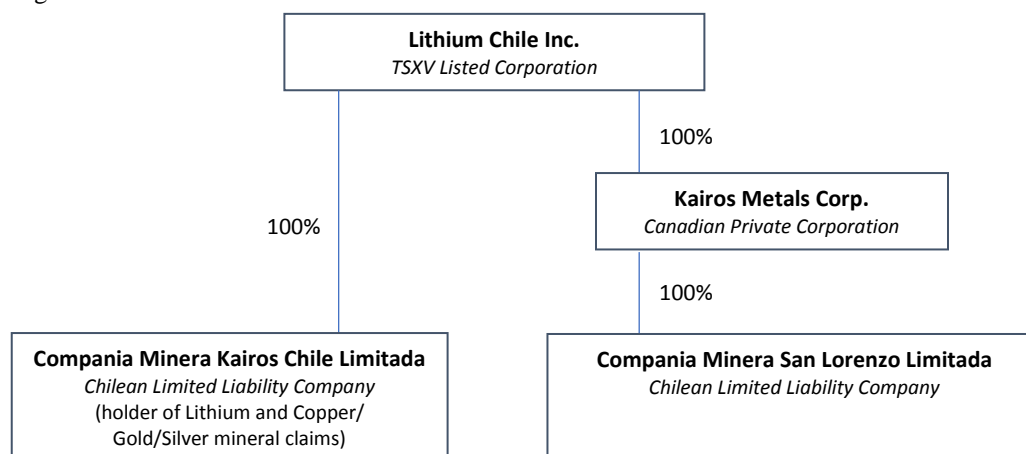 Lithium Chile Inc.
TSXV Listed Corporation
100%
Kairos Metals Corp.
Canadian Private Corporation
100%
100%
Compania Minera Kairos Chile Limitada
Chilean Limited Liability Company
(holder of Lithium and Copper/
Gold/Silver mineral claims)
Compania Minera San Lorenzo Limitada
Chilean Limited Liability Company